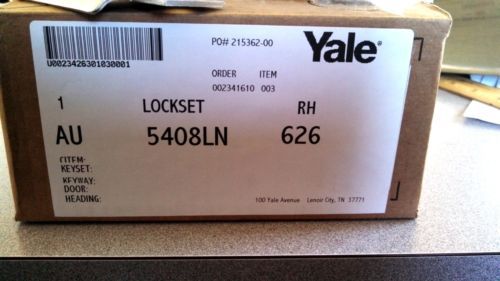 PO# 215362-00
Yale®
U0023426301030001
ORDER ITEM
002341610 003
1 LOCKSET RH
AU 5408LN 626
CITEM:
KEYSET:
KEYWAY:
DOOR:
HEADING:
100 Yale Avenue Lenoir City, TN 37771